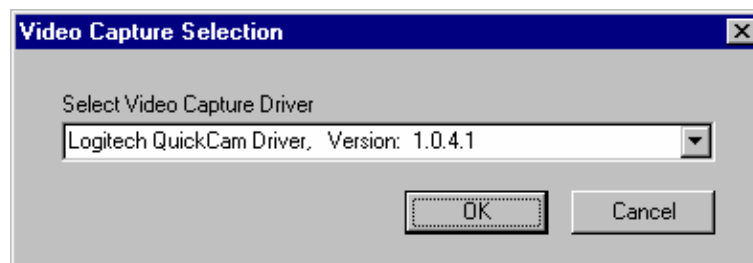 Video Capture Selection
Select Video Capture Driver
Logitech QuickCam Driver,   Version:  1.0.4.1
OK Cancel